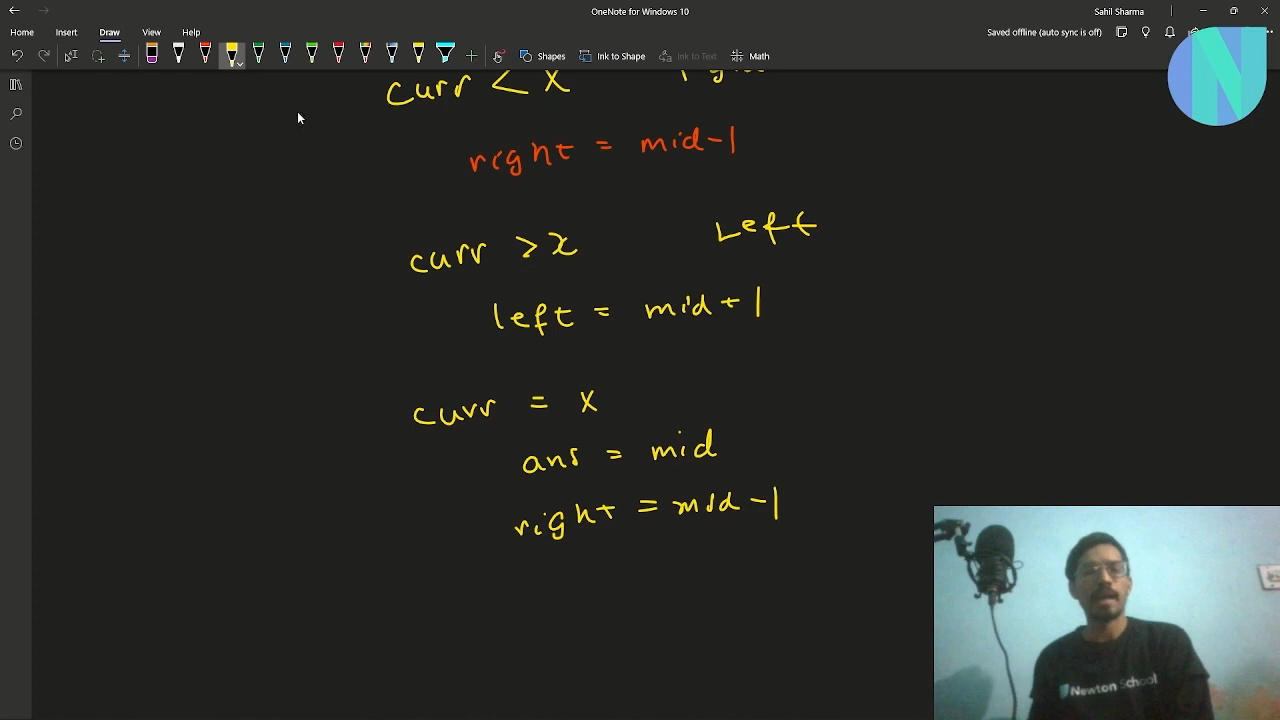 OneNote for Windows 10
Sahil Sharma
Home Insert Draw View Help
Saved offline (auto sync is off)
Shapes Ink to Shape Ink to Text Math
curr < x
right = mid-1
curr > x Left
left = mid + 1
curr = x
ans = mid
right = mid -1
Newton School